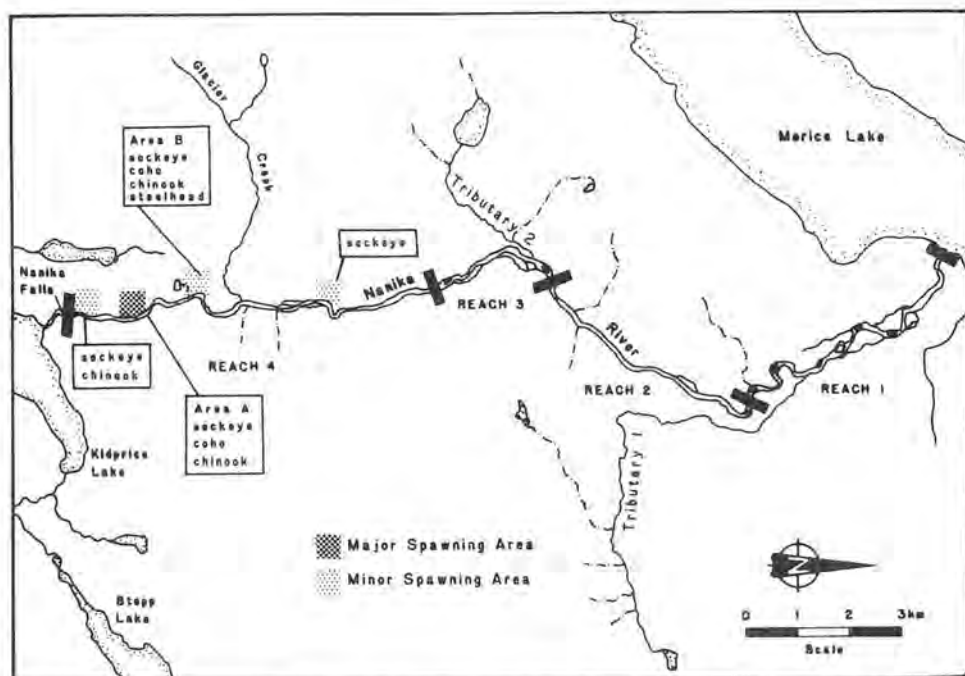 Glacier
Creek
Area B
sockeye
coho
chinook
steelhead
Morice Lake
Tributary 2
sockeye
Nanika
Falls
Nanika
REACH 3
River
sockeye
chinook
REACH 4
REACH 2
REACH 1
Area A
sockeye
coho
chinook
Kidprice
Lake
Tributary 1
Major Spawning Area
Minor Spawning Area
N
Stepp
Lake
0 1 2 3km
Scale